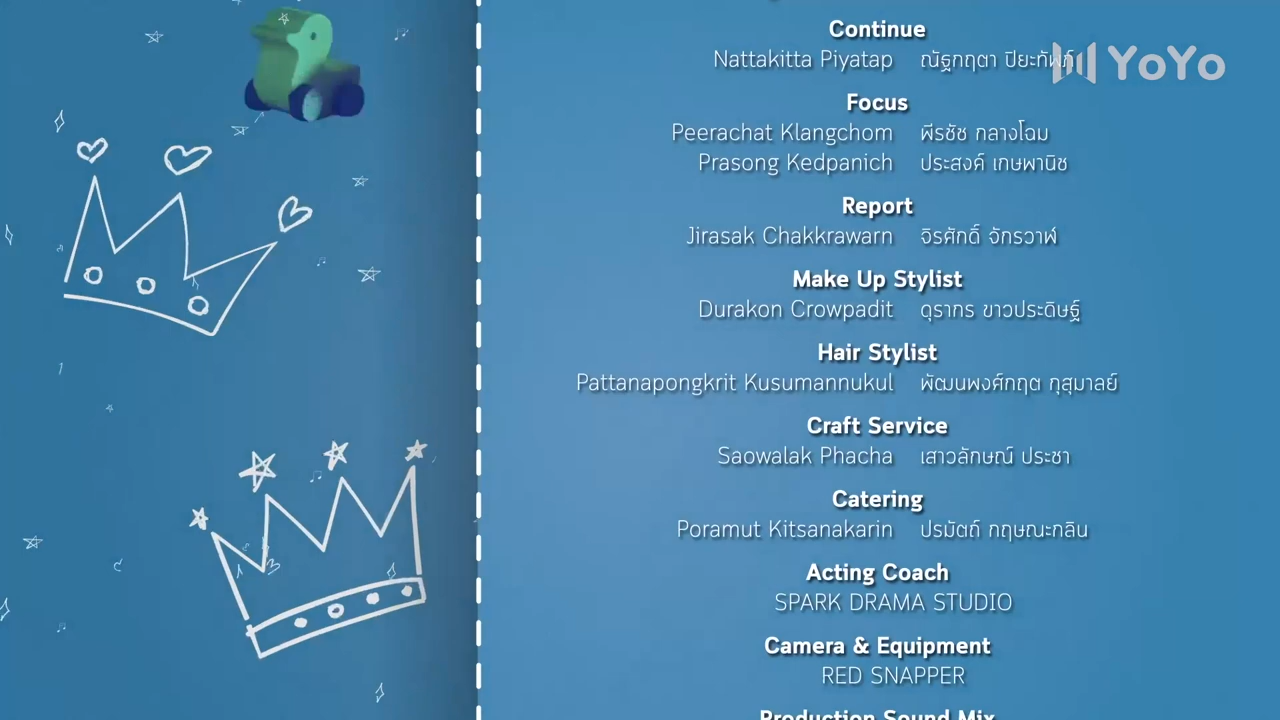 Continue
Nattakitta Piyatap ณัฐกฤตา ปิยะทัพภ์
YOYO
Focus
Peerachat Klangchom พีรชัช กลางโฉม
Prasong Kedpanich ประสงค์ เกษพานิช
Report
Jirasak Chakkrawarn จิรศักดิ์ จักรวาฬ
Make Up Stylist
Durakon Crowpadit ดุรากร ขาวประดิษฐ์
Hair Stylist
Pattanapongkrit Kusumannukul พัฒนพงศ์กฤต กุสุมาลย์
Craft Service
Saowalak Phacha เสาวลักษณ์ ประชา
Catering
Poramut Kitsanakarin ปรมัตถ์ กฤษณะกลิน
Acting Coach
SPARK DRAMA STUDIO
Camera & Equipment
RED SNAPPER
Production Sound Mix